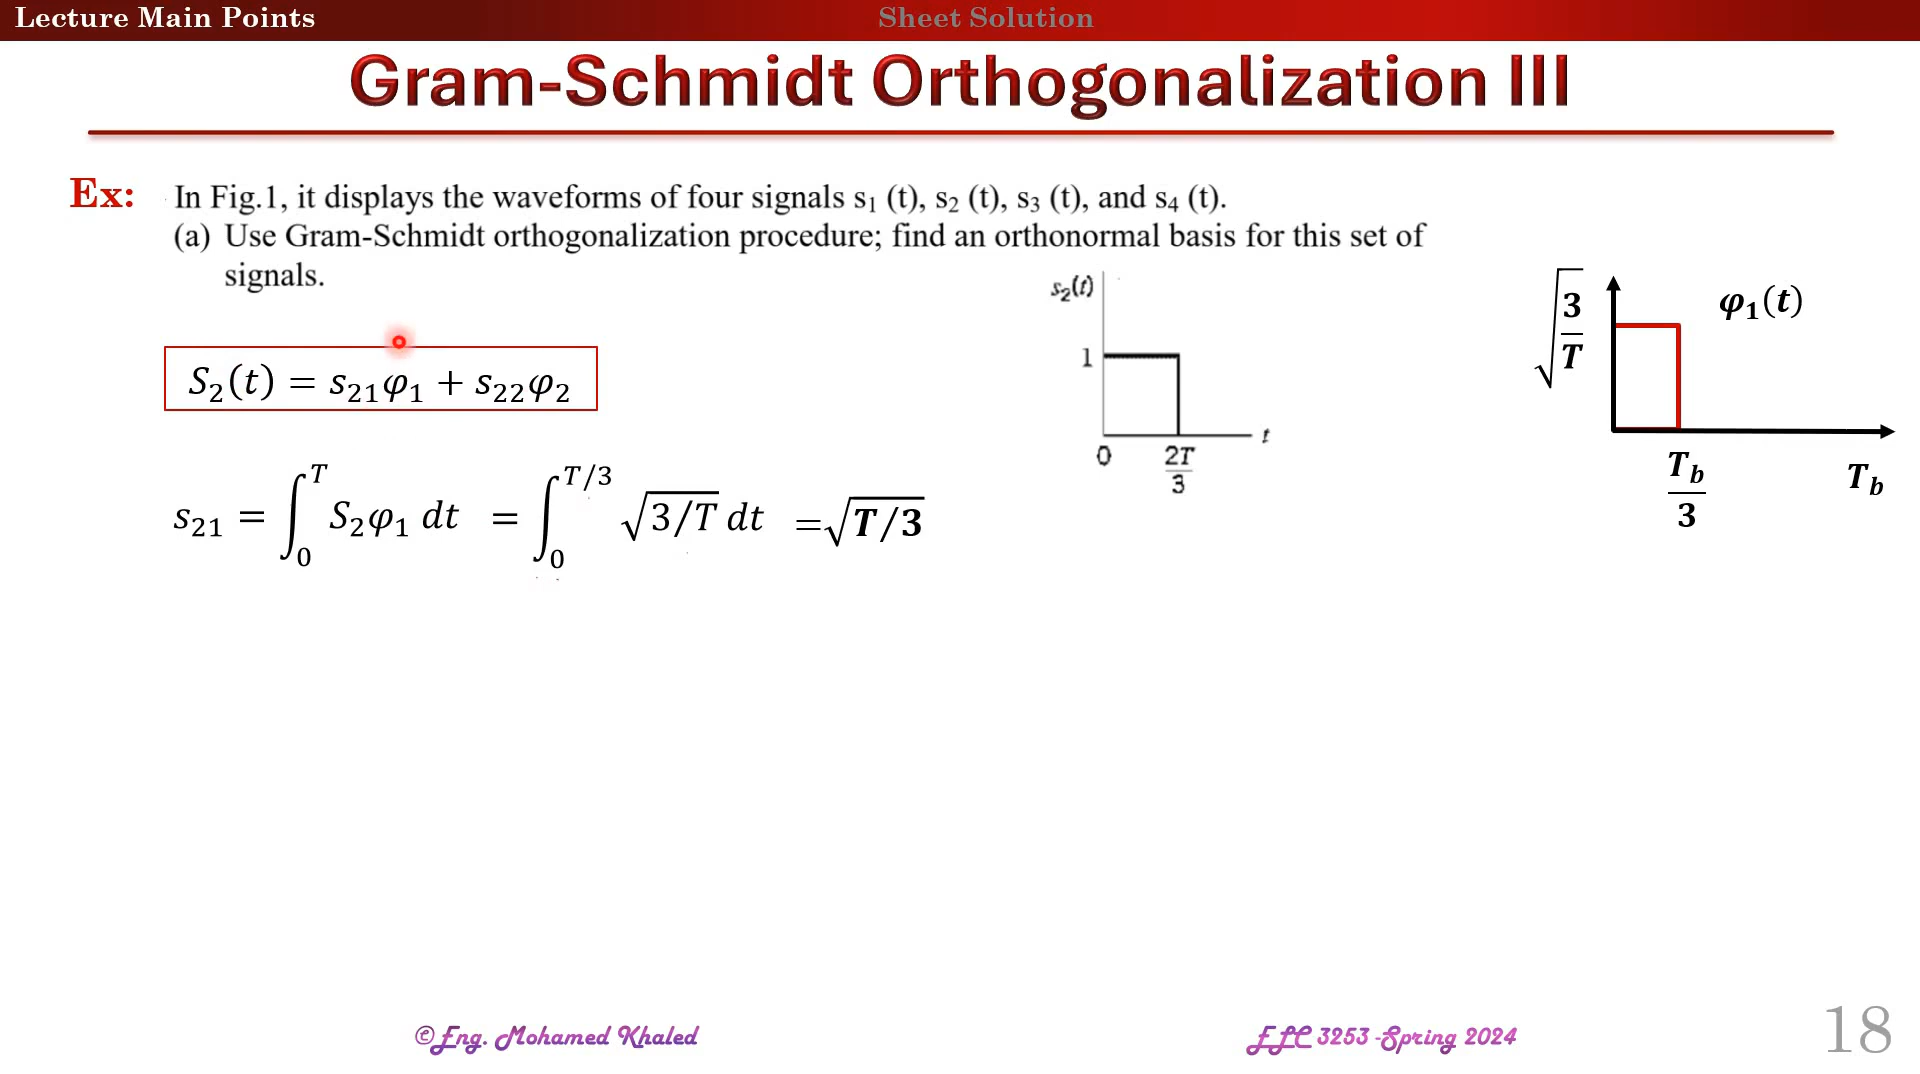 Lecture Main Points
Sheet Solution
Gram-Schmidt Orthogonalization III
Ex: In Fig.1, it displays the waveforms of four signals s₁ (t), s₂ (t), s₃ (t), and s₄ (t).
(a) Use Gram-Schmidt orthogonalization procedure; find an orthonormal basis for this set of
signals.
S₂(t) = s₂₁φ₁ + s₂₂φ₂
s₂₁ = ∫₀ᵀ S₂φ₁ dt = ∫₀^(T/3) √(3/T) dt =√(T/3)
s₂(t)
1
0
2T/3
t
√(3/T)
φ₁(t)
T_b/3
T_b
©Eng. Mohamed Khaled
ELC 3253 -Spring 2024
18